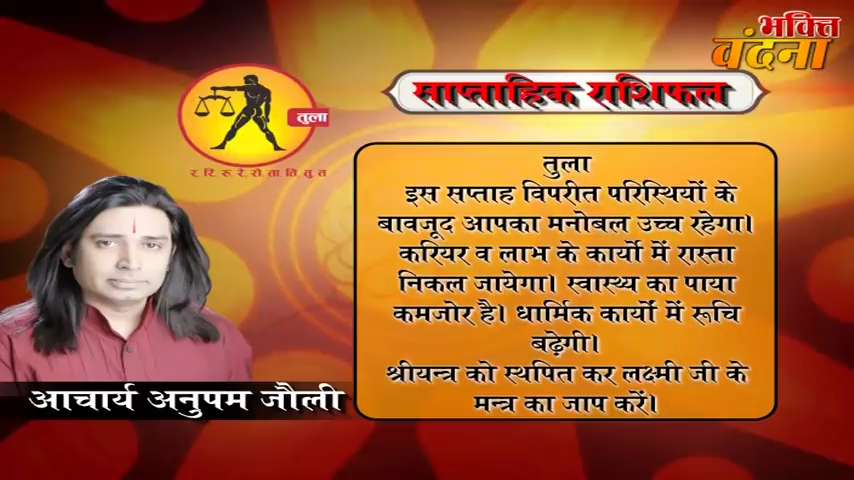 भक्ति
वंदना
साप्ताहिक राशिफल
तुला
र. रि. रु. रे. रो. ता. ति. तु. त
तुला
इस सप्ताह विपरीत परिस्थियों के
बावजूद आपका मनोबल उच्च रहेगा।
करियर व लाभ के कार्यो में रास्ता
निकल जायेगा। स्वास्थ्य का पाया
कमजोर है। धार्मिक कार्यों में रूचि
बढ़ेगी।
श्रीयन्त्र को स्थपित कर लक्ष्मी जी के
मन्त्र का जाप करें।
आचार्य अनुपम जौली